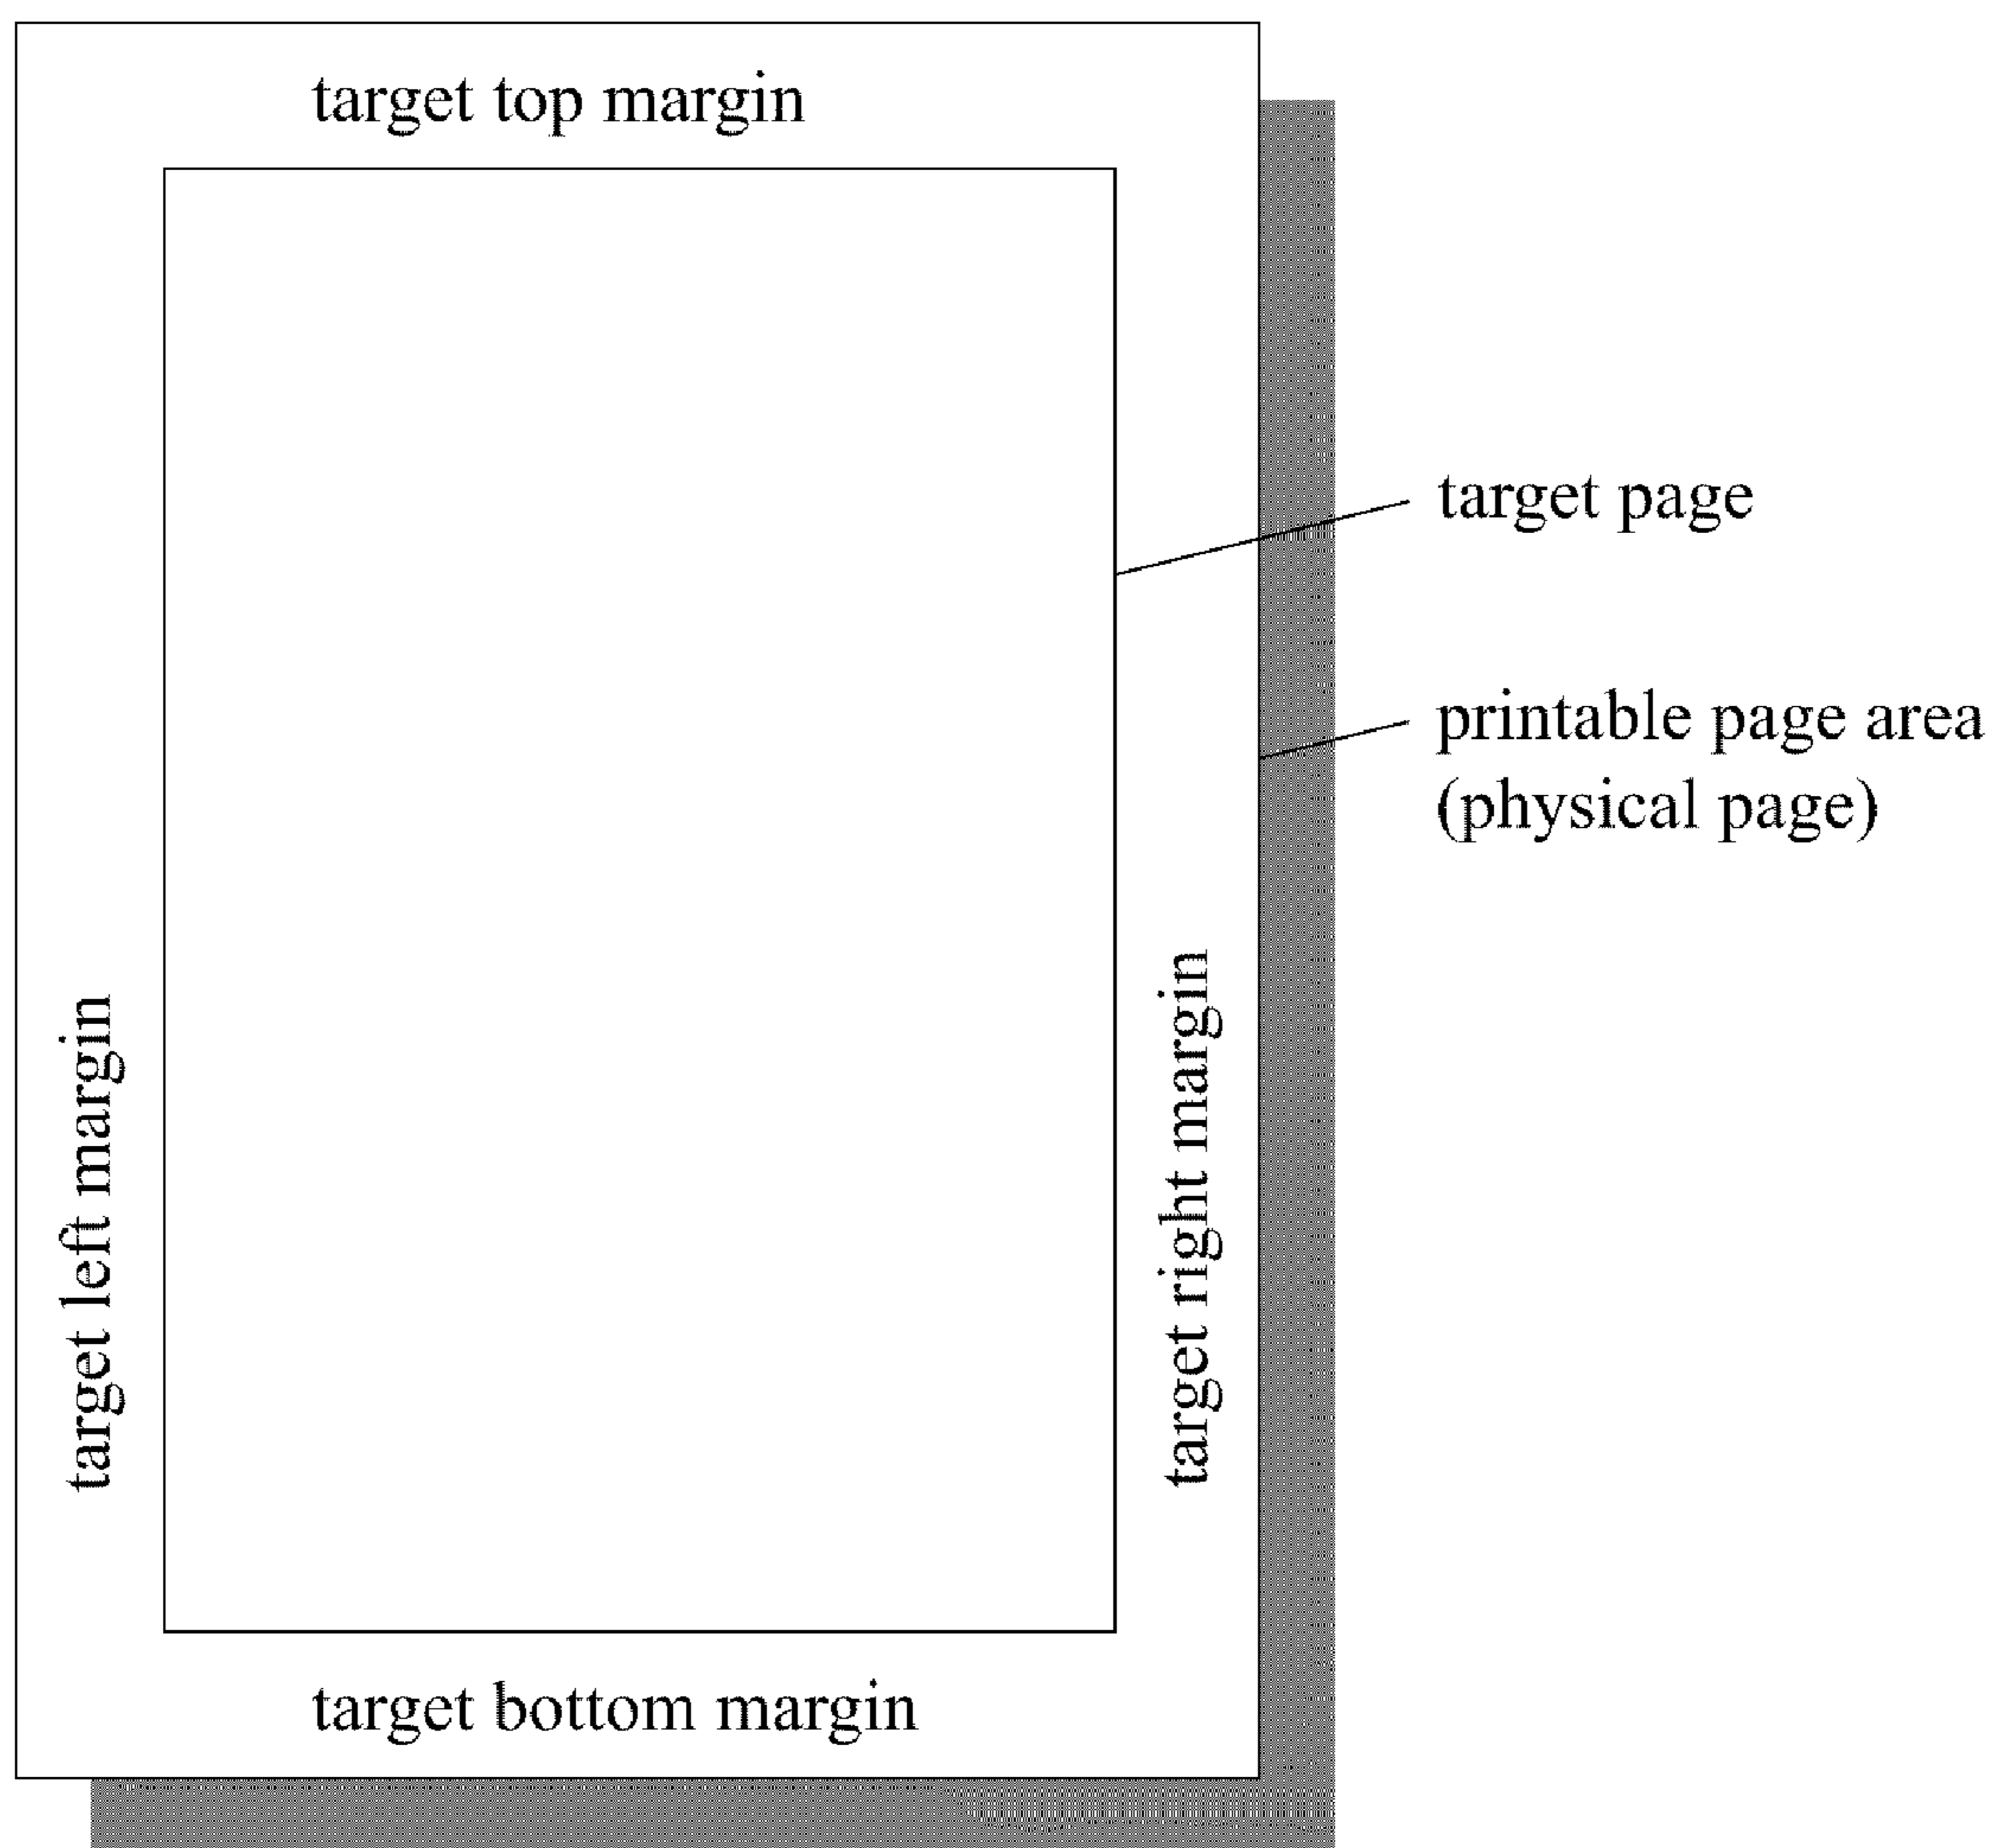 target top margin
target page
printable page area
(physical page)
target left margin
target right margin
target bottom margin